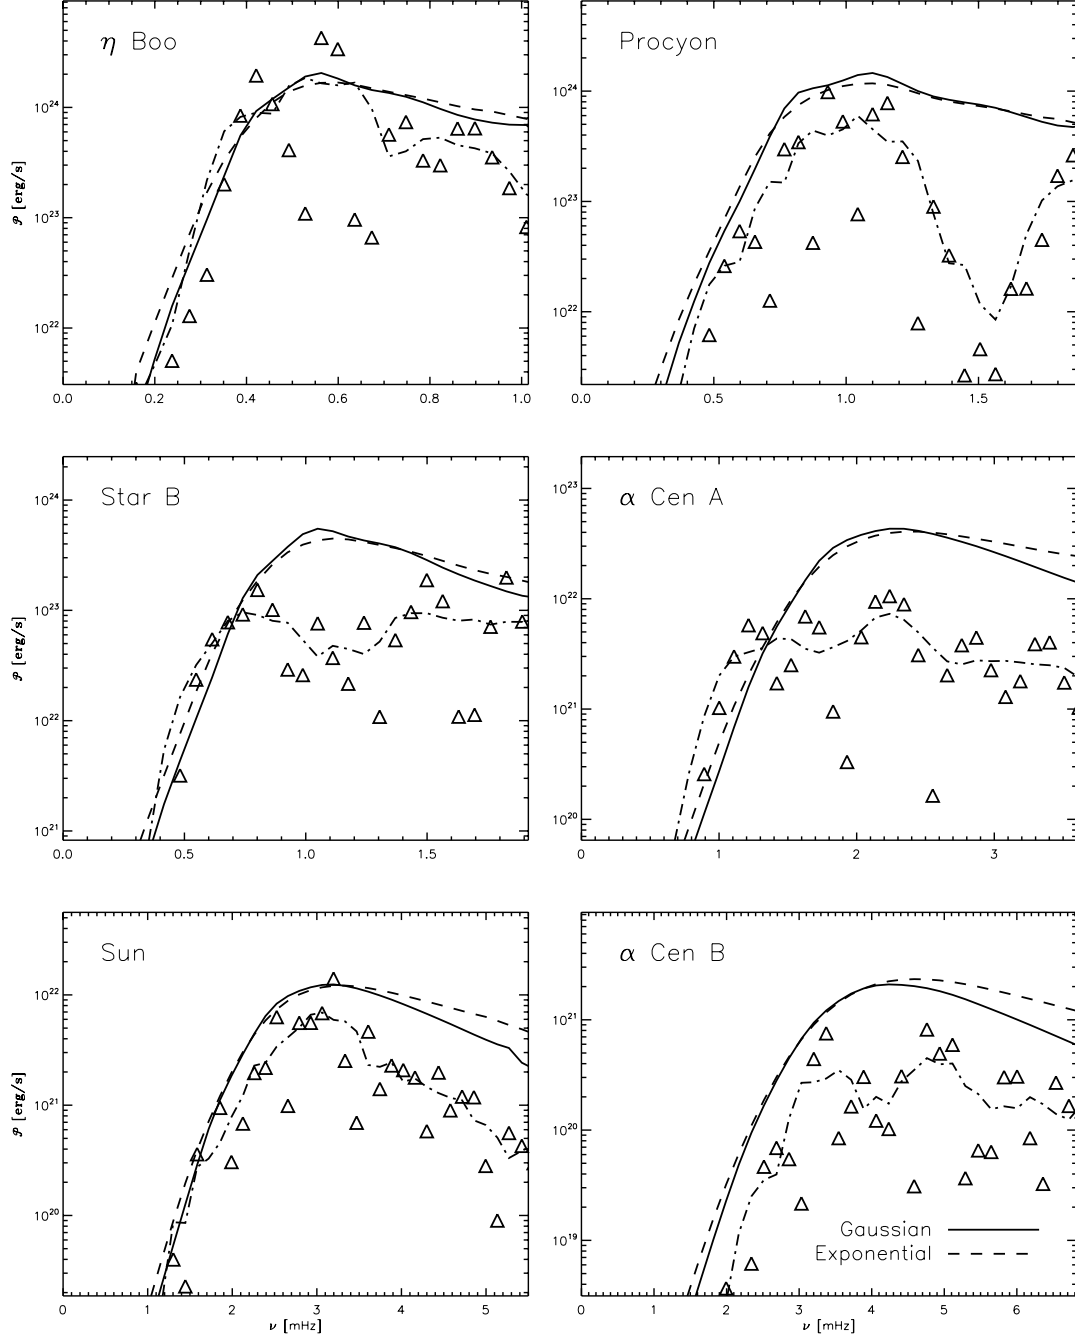 η Boo
Procyon
10²⁴
10²³
10²²
𝒫 [erg/s]
0.0 0.2 0.4 0.6 0.8 1.0
10²⁴
10²³
10²²
0.5 1.0 1.5
Star B
α Cen A
10²⁴
10²³
10²²
10²¹
𝒫 [erg/s]
0.0 0.5 1.0 1.5
10²³
10²²
10²¹
10²⁰
0 1 2 3
Sun
α Cen B
10²²
10²¹
10²⁰
𝒫 [erg/s]
0 1 2 3 4 5
ν [mHz]
10²¹
10²⁰
10¹⁹
Gaussian
Exponential
0 1 2 3 4 5 6
ν [mHz]